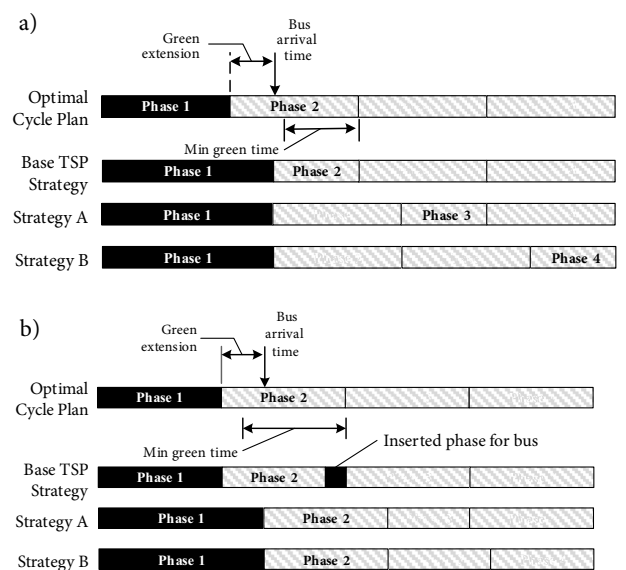 a)
Green
extension
Bus
arrival
time
Optimal
Cycle Plan
Phase 1
Phase 2
Min green time
Base TSP
Strategy
Phase 1
Phase 2
Strategy A
Phase 1
Phase 3
Strategy B
Phase 1
Phase 4
b)
Green
extension
Bus
arrival
time
Optimal
Cycle Plan
Phase 1
Phase 2
Min green time
Inserted phase for bus
Base TSP
Strategy
Phase 1
Phase 2
Strategy A
Phase 1
Phase 2
Strategy B
Phase 1
Phase 2